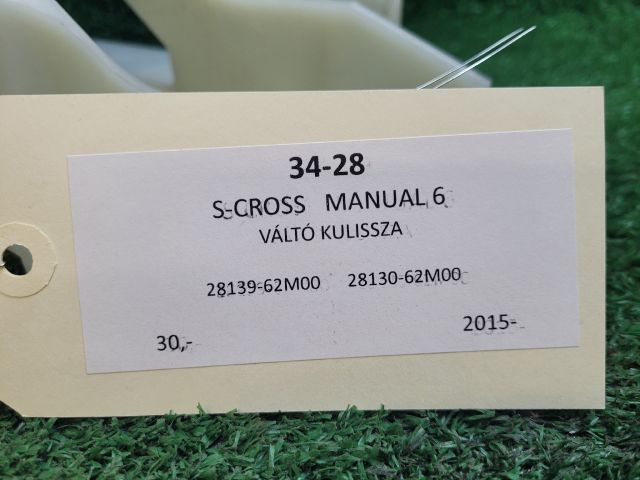 34-28
S-CROSS MANUAL 6
VÁLTÓ KULISSZA
28139-62M00 28130-62M00
30,- 2015-